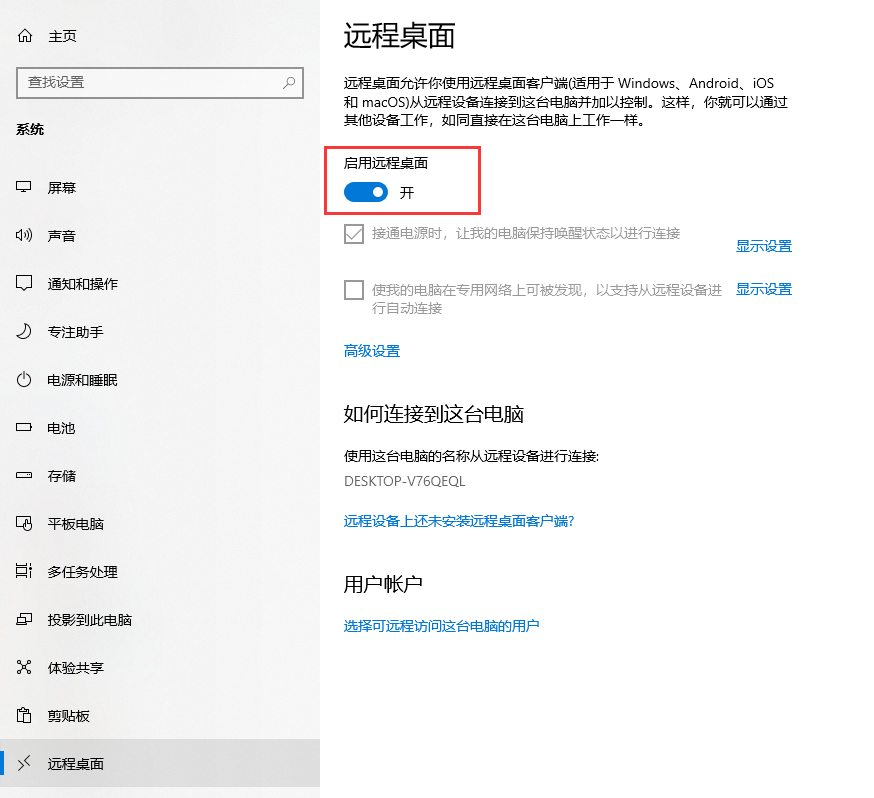 主页
查找设置
系统
屏幕
声音
通知和操作
专注助手
电源和睡眠
电池
存储
平板电脑
多任务处理
投影到此电脑
体验共享
剪贴板
远程桌面
远程桌面
远程桌面允许你使用远程桌面客户端(适用于 Windows、Android、iOS
和 macOS)从远程设备连接到这台电脑并加以控制。这样，你就可以通过
其他设备工作，如同直接在这台电脑上工作一样。
启用远程桌面
开
接通电源时，让我的电脑保持唤醒状态以进行连接
显示设置
使我的电脑在专用网络上可被发现，以支持从远程设备进
行自动连接
显示设置
高级设置
如何连接到这台电脑
使用这台电脑的名称从远程设备进行连接:
DESKTOP-V76QEQL
远程设备上还未安装远程桌面客户端?
用户帐户
选择可远程访问这台电脑的用户